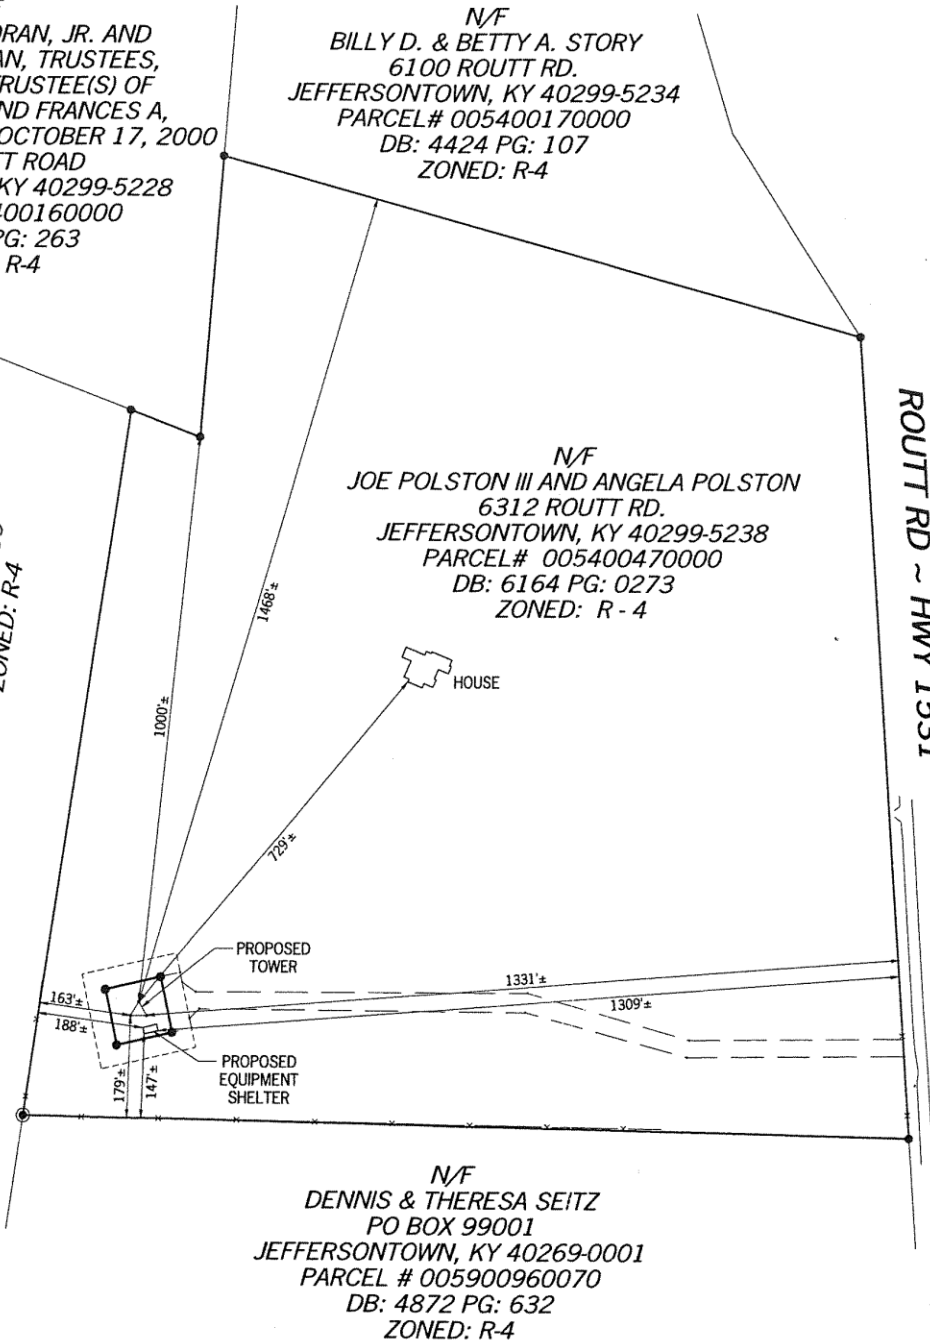 ORAN, JR. AND
AN, TRUSTEES,
RUSTEE(S) OF
ND FRANCES A,
OCTOBER 17, 2000
TT ROAD
KY 40299-5228
400160000
PG: 263
R-4
N/F
BILLY D. & BETTY A. STORY
6100 ROUTT RD.
JEFFERSONTOWN, KY 40299-5234
PARCEL# 005400170000
DB: 4424 PG: 107
ZONED: R-4
N/F
JOE POLSTON III AND ANGELA POLSTON
6312 ROUTT RD.
JEFFERSONTOWN, KY 40299-5238
PARCEL# 005400470000
DB: 6164 PG: 0273
ZONED: R - 4
ROUTT RD ~ HWY 1531
ZONED: R-4
1468'±
1000'±
HOUSE
729'±
PROPOSED
TOWER
1331'±
1309'±
163'±
188'±
179'±
147'±
PROPOSED
EQUIPMENT
SHELTER
N/F
DENNIS & THERESA SEITZ
PO BOX 99001
JEFFERSONTOWN, KY 40269-0001
PARCEL # 005900960070
DB: 4872 PG: 632
ZONED: R-4